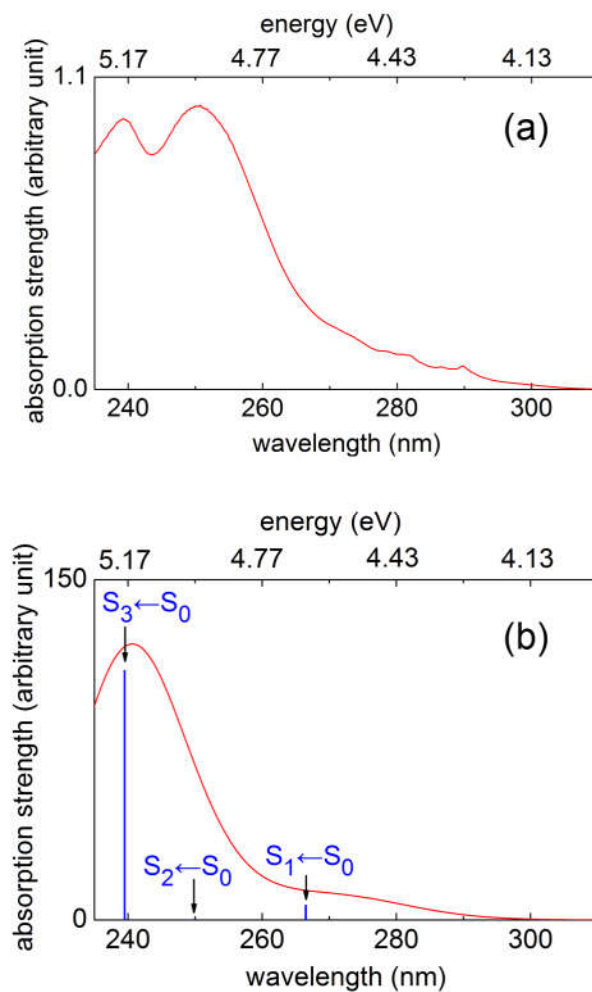 energy (eV)
5.17 4.77 4.43 4.13
1.1
(a)
absorption strength (arbitrary unit)
0.0
240 260 280 300
wavelength (nm)
energy (eV)
5.17 4.77 4.43 4.13
150
S3←S0
(b)
absorption strength (arbitrary unit)
S2←S0
S1←S0
0
240 260 280 300
wavelength (nm)